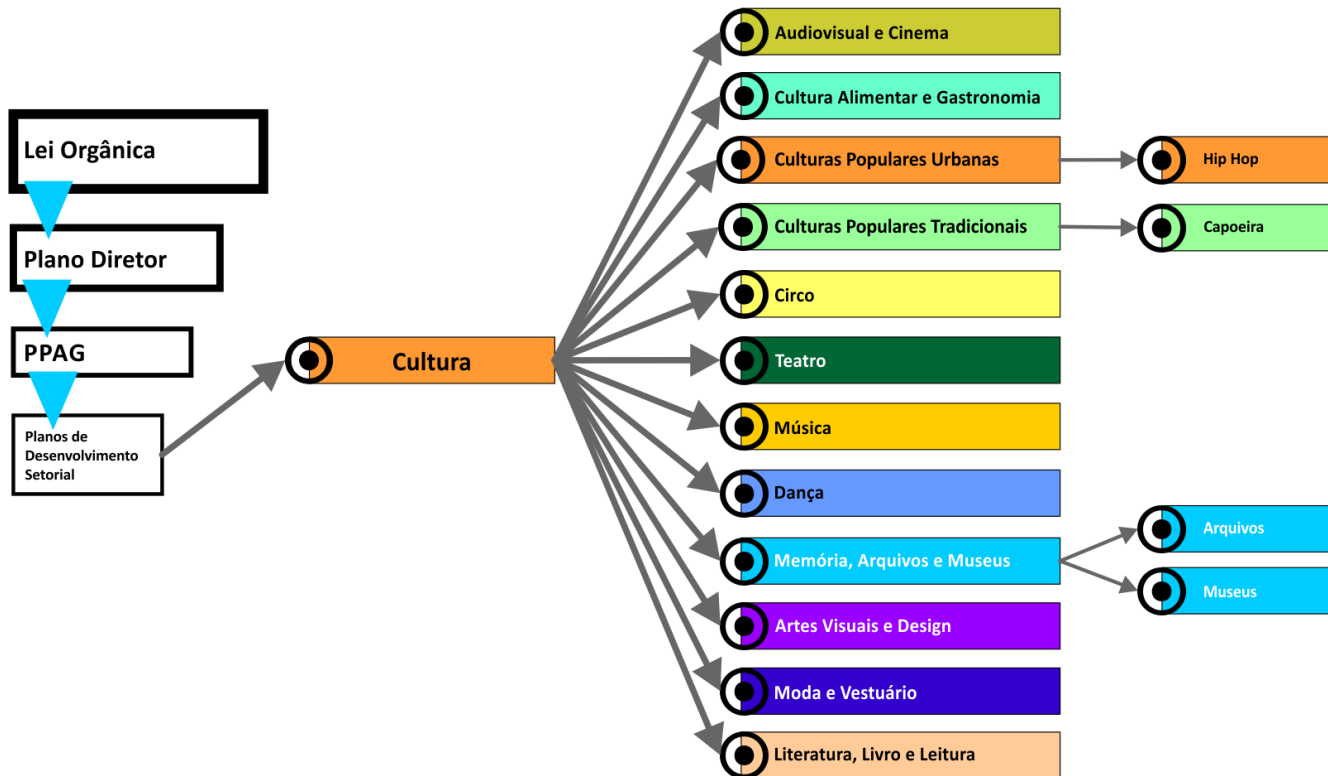 Lei Orgânica
Plano Diretor
PPAG
Planos de
Desenvolvimento
Setorial
Cultura
Audiovisual e Cinema
Cultura Alimentar e Gastronomia
Culturas Populares Urbanas
Hip Hop
Culturas Populares Tradicionais
Capoeira
Circo
Teatro
Música
Dança
Memória, Arquivos e Museus
Arquivos
Museus
Artes Visuais e Design
Moda e Vestuário
Literatura, Livro e Leitura